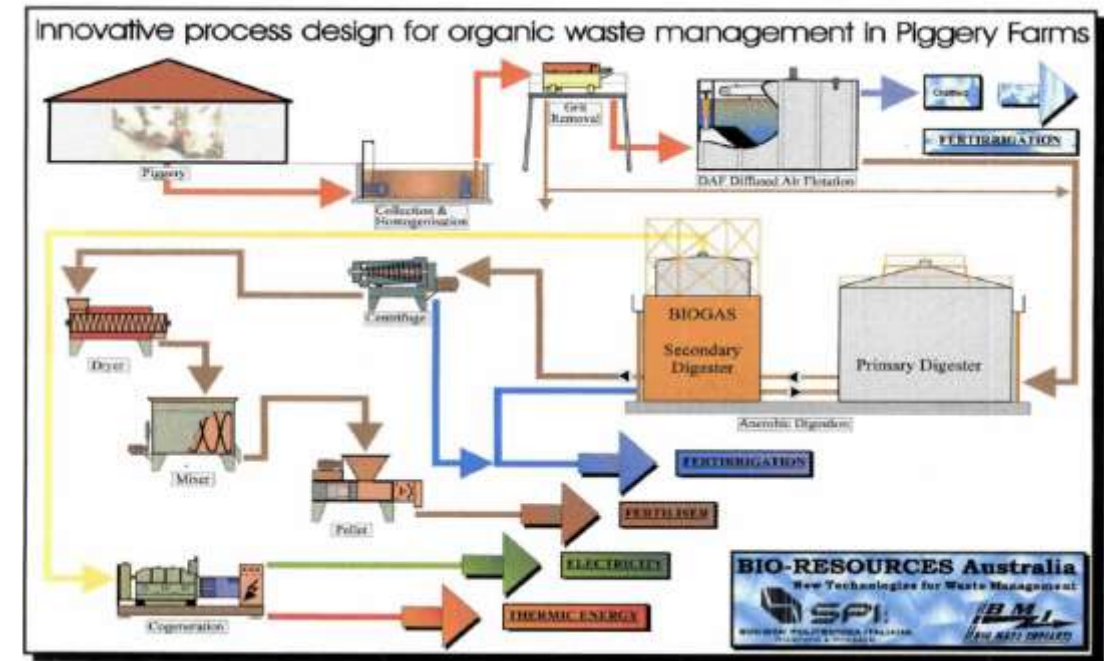 Innovative process design for organic waste management in Piggery Farms
Piggery
Collection &
Homogenisation
Grit
Removal
DAF Diffused Air Flotation
FERTIRRIGATION
Centrifuge
Dryer
Mixer
Pellet
BIOGAS
Secondary
Digester
Primary Digester
Anaerobic Digestion
FERTIRRIGATION
FERTILISER
Cogeneration
ELECTRICITY
THERMIC ENERGY
BIO-RESOURCES Australia
New Technologies for Waste Management
SPI
BMI